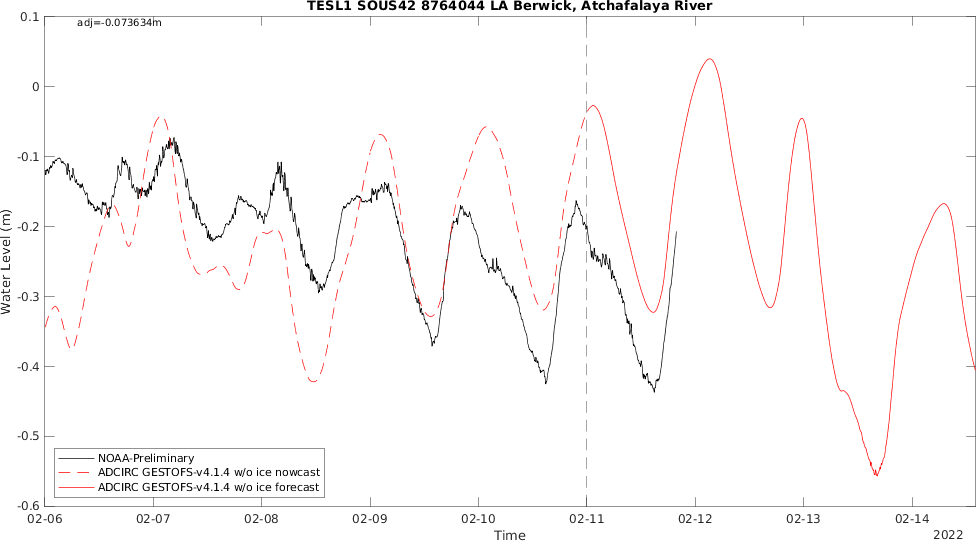 TESL1 SOUS42 8764044 LA Berwick, Atchafalaya River
adj=-0.073634m
0.1
0
-0.1
-0.2
-0.3
-0.4
-0.5
-0.6
Water Level (m)
NOAA-Preliminary
ADCIRC GESTOFS-v4.1.4 w/o ice nowcast
ADCIRC GESTOFS-v4.1.4 w/o ice forecast
02-06 02-07 02-08 02-09 02-10 02-11 02-12 02-13 02-14
Time
2022